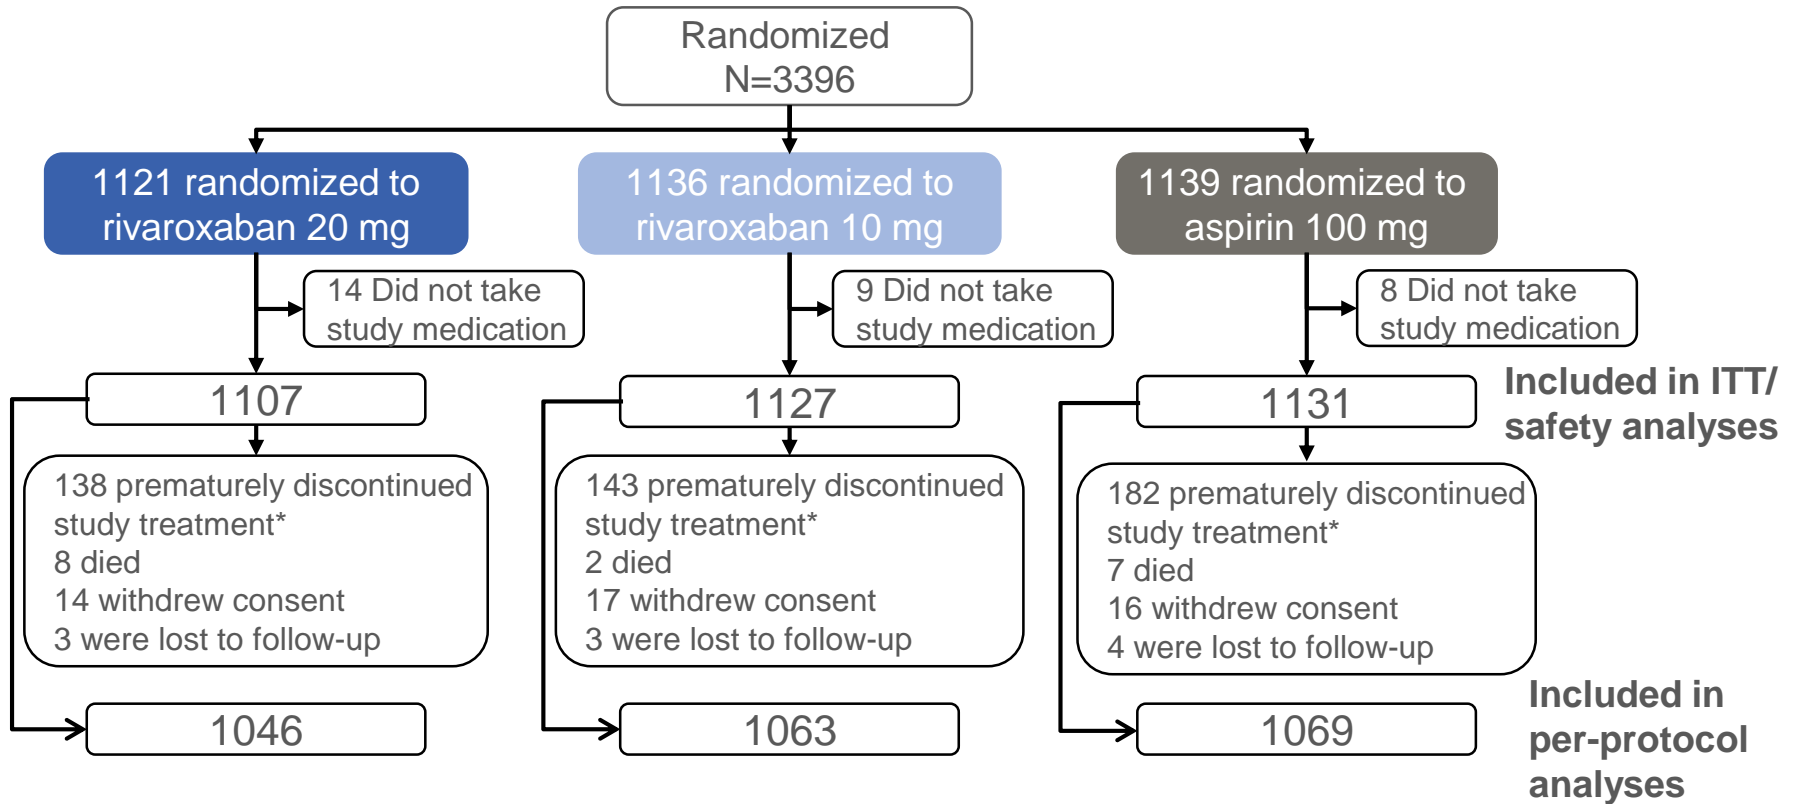 Randomized
N=3396
1121 randomized to
rivaroxaban 20 mg
1136 randomized to
rivaroxaban 10 mg
1139 randomized to
aspirin 100 mg
14 Did not take
study medication
9 Did not take
study medication
8 Did not take
study medication
1107
1127
1131
Included in ITT/
safety analyses
138 prematurely discontinued
study treatment*
8 died
14 withdrew consent
3 were lost to follow-up
143 prematurely discontinued
study treatment*
2 died
17 withdrew consent
3 were lost to follow-up
182 prematurely discontinued
study treatment*
7 died
16 withdrew consent
4 were lost to follow-up
1046
1063
1069
Included in
per-protocol
analyses